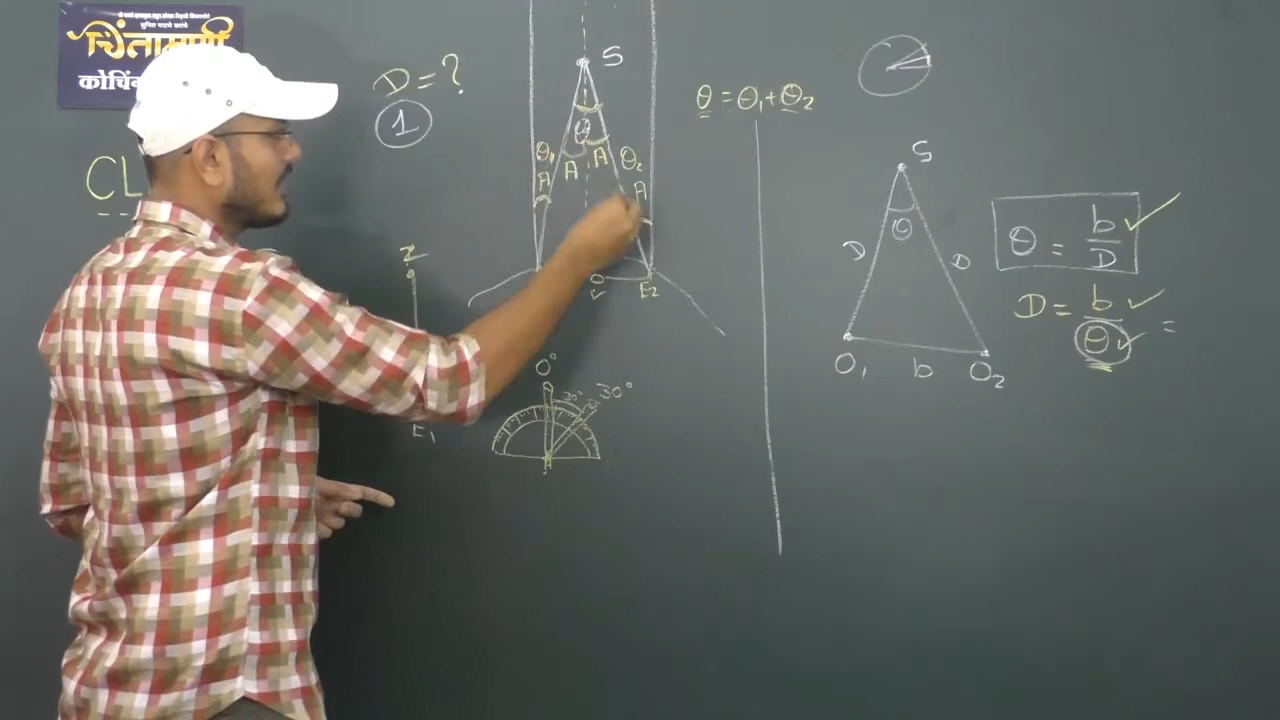 चिंतामणी
कोचिं
CL
D = ?
1
S
θ
θ₁
θ₂
A
A
A
A
E₂
Z
E₁
0°
30°
30°
θ = θ₁ + θ₂
S
θ
D
D
O₁
b
O₂
θ = b/D
D = b/θ =